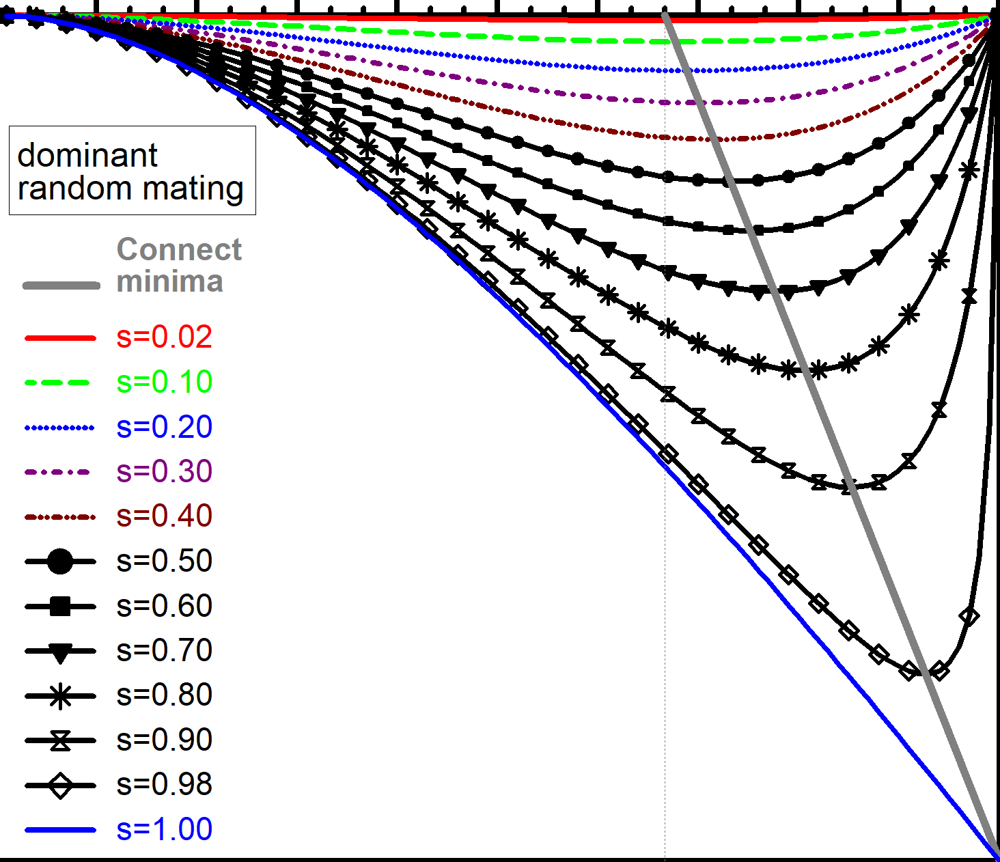 dominant
random mating
Connect
minima
s=0.02
s=0.10
s=0.20
s=0.30
s=0.40
s=0.50
s=0.60
s=0.70
s=0.80
s=0.90
s=0.98
s=1.00